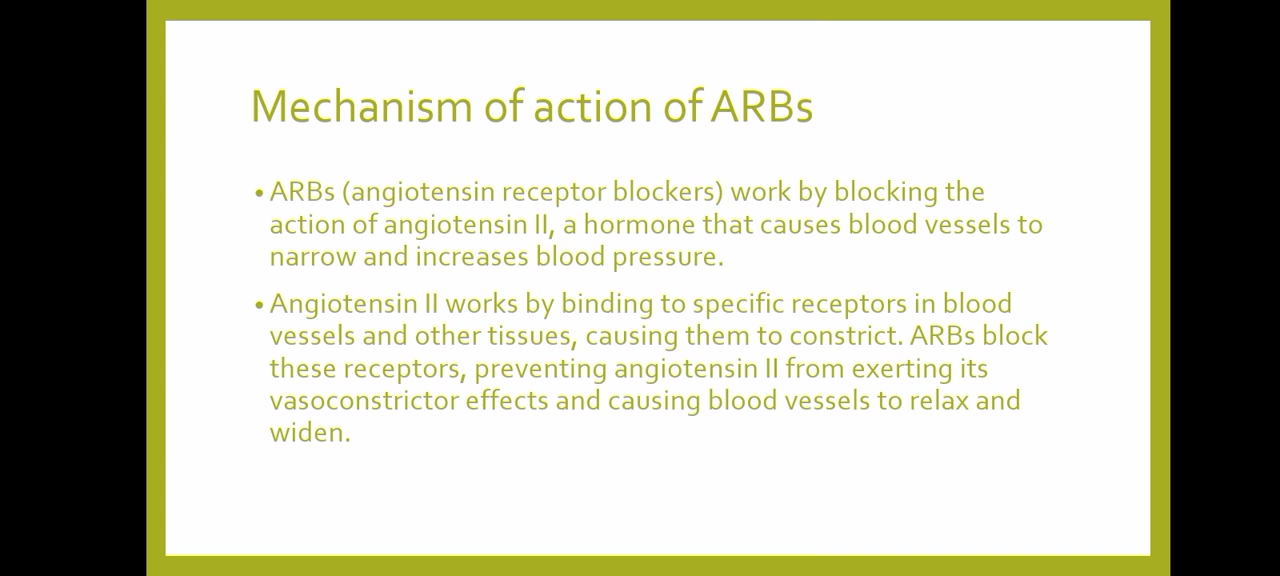 Mechanism of action of ARBs
• ARBs (angiotensin receptor blockers) work by blocking the
action of angiotensin II, a hormone that causes blood vessels to
narrow and increases blood pressure.
• Angiotensin II works by binding to specific receptors in blood
vessels and other tissues, causing them to constrict. ARBs block
these receptors, preventing angiotensin II from exerting its
vasoconstrictor effects and causing blood vessels to relax and
widen.